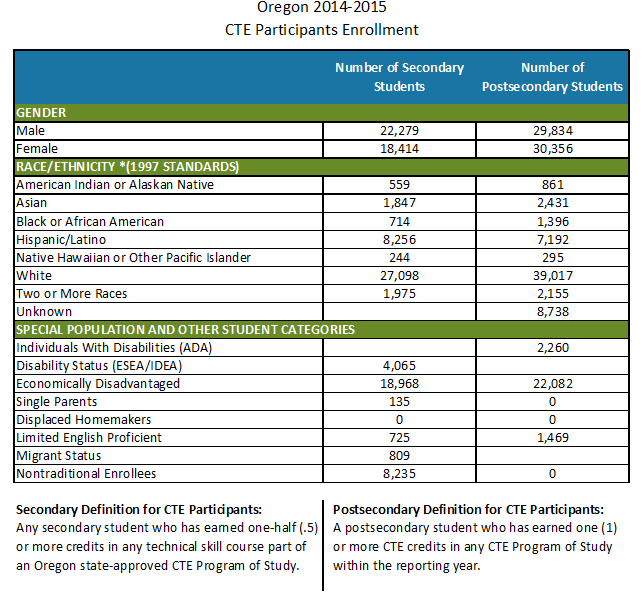 Oregon 2014-2015
CTE Participants Enrollment
Number of Secondary Students Number of Postsecondary Students
GENDER
Male 22,279 29,834
Female 18,414 30,356
RACE/ETHNICITY *(1997 STANDARDS)
American Indian or Alaskan Native 559 861
Asian 1,847 2,431
Black or African American 714 1,396
Hispanic/Latino 8,256 7,192
Native Hawaiian or Other Pacific Islander 244 295
White 27,098 39,017
Two or More Races 1,975 2,155
Unknown 8,738
SPECIAL POPULATION AND OTHER STUDENT CATEGORIES
Individuals With Disabilities (ADA) 2,260
Disability Status (ESEA/IDEA) 4,065
Economically Disadvantaged 18,968 22,082
Single Parents 135 0
Displaced Homemakers 0 0
Limited English Proficient 725 1,469
Migrant Status 809
Nontraditional Enrollees 8,235 0
Secondary Definition for CTE Participants:
Any secondary student who has earned one-half (.5)
or more credits in any technical skill course part of
an Oregon state-approved CTE Program of Study.
Postsecondary Definition for CTE Participants:
A postsecondary student who has earned one (1)
or more CTE credits in any CTE Program of Study
within the reporting year.